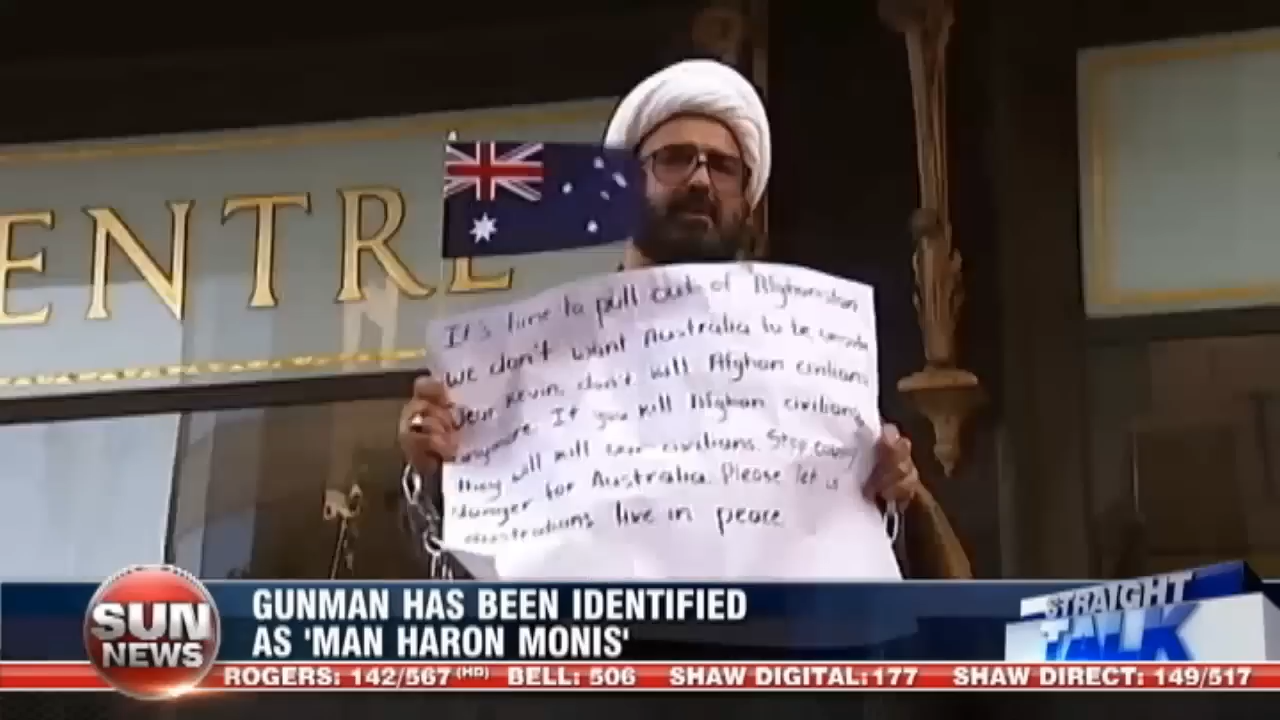 ENTRE
It's time to pull out of Afghanistan
we don't want Australia to be
Dear Kevin, don't kill Afghan civilians
anymore. If you kill Afghan civilians
they will kill our civilians. Stop
danger for Australia. Please let us
Australians live in peace
GUNMAN HAS BEEN IDENTIFIED
AS 'MAN HARON MONIS'
SUN
NEWS
STRAIGHT
TALK
ROGERS: 142/567 (HD) BELL: 506 SHAW DIGITAL: 177 SHAW DIRECT: 149/517